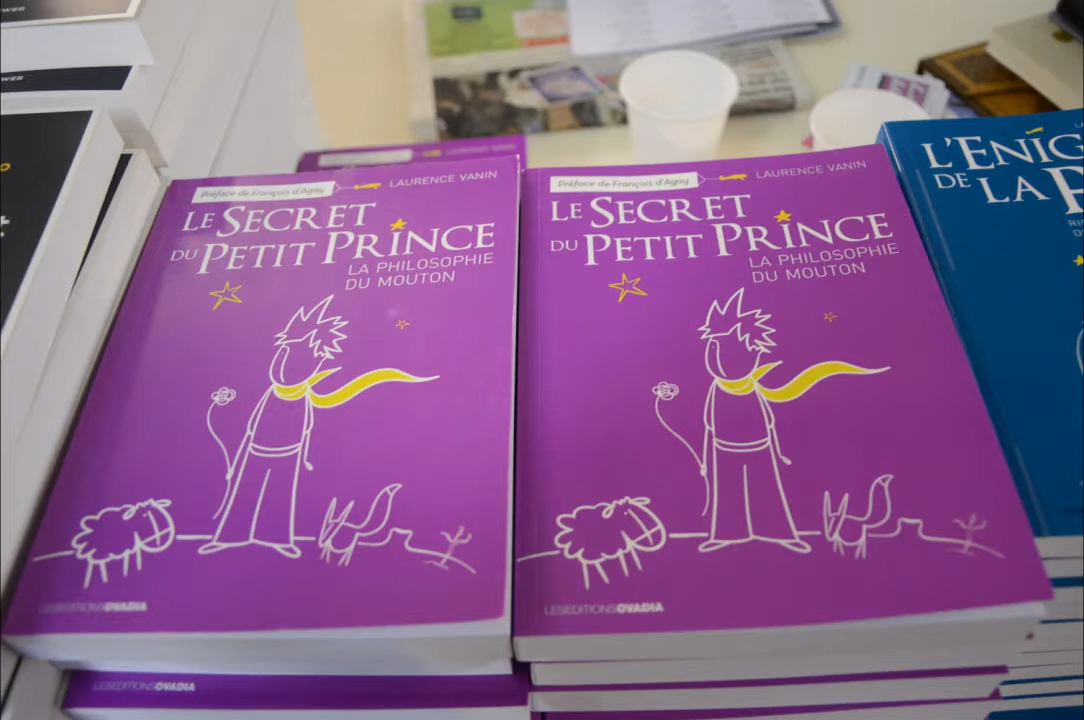 Préface de François d'Agay
LAURENCE VANIN
LE SECRET
DU PETIT PRINCE
LA PHILOSOPHIE
DU MOUTON
LESEDITIONSOVADIA
LESEDITIONSOVADIA
Préface de François d'Agay
LAURENCE VANIN
LE SECRET
DU PETIT PRINCE
LA PHILOSOPHIE
DU MOUTON
LESEDITIONSOVADIA
L'ENIG
DE LA P